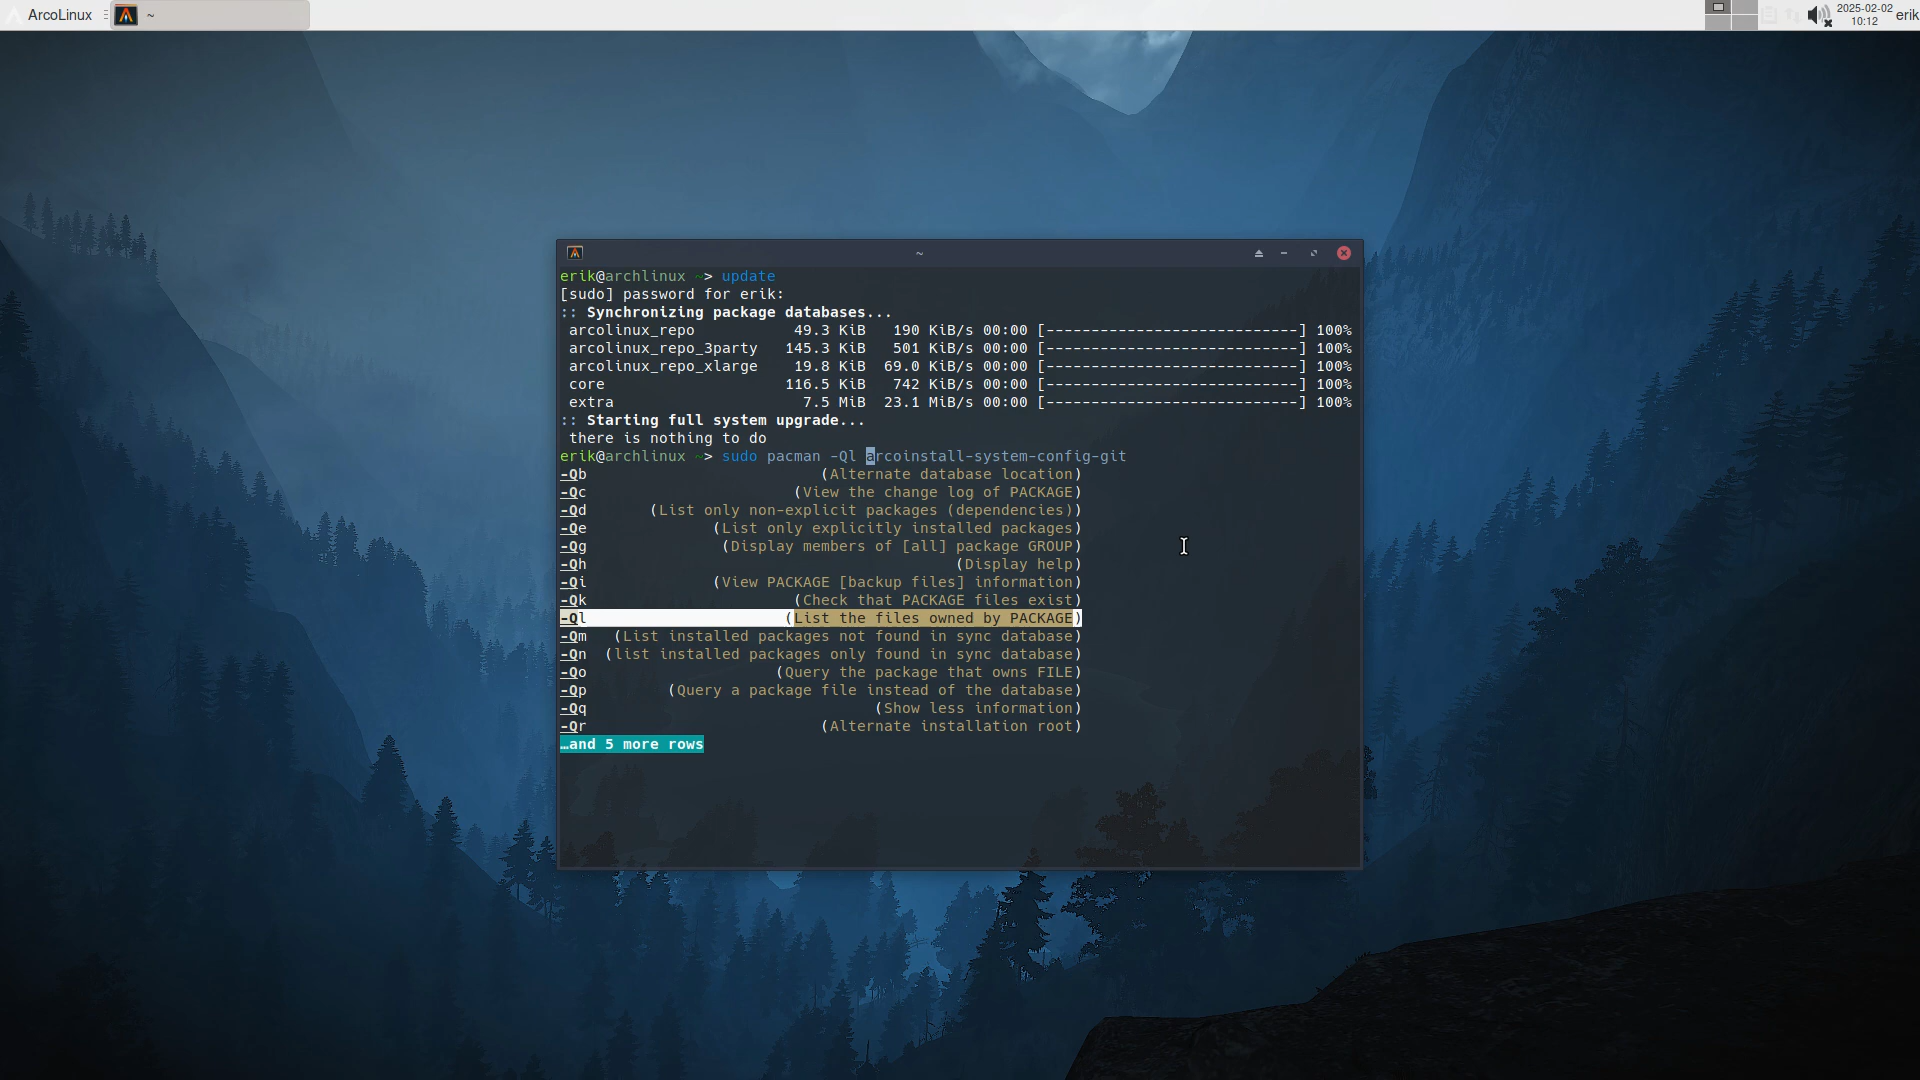 ArcoLinux
~
2025-02-02
10:12
erik
~
erik@archlinux ~> update
[sudo] password for erik:
:: Synchronizing package databases...
arcolinux_repo 49.3 KiB 190 KiB/s 00:00 [----------------------------] 100%
arcolinux_repo_3party 145.3 KiB 501 KiB/s 00:00 [----------------------------] 100%
arcolinux_repo_xlarge 19.8 KiB 69.0 KiB/s 00:00 [----------------------------] 100%
core 116.5 KiB 742 KiB/s 00:00 [----------------------------] 100%
extra 7.5 MiB 23.1 MiB/s 00:00 [----------------------------] 100%
:: Starting full system upgrade...
there is nothing to do
erik@archlinux ~> sudo pacman -Ql arcoinstall-system-config-git
-Qb (Alternate database location)
-Qc (View the change log of PACKAGE)
-Qd (List only non-explicit packages (dependencies))
-Qe (List only explicitly installed packages)
-Qg (Display members of [all] package GROUP)
-Qh (Display help)
-Qi (View PACKAGE [backup files] information)
-Qk (Check that PACKAGE files exist)
-Ql (List the files owned by PACKAGE)
-Qm (List installed packages not found in sync database)
-Qn (list installed packages only found in sync database)
-Qo (Query the package that owns FILE)
-Qp (Query a package file instead of the database)
-Qq (Show less information)
-Qr (Alternate installation root)
…and 5 more rows